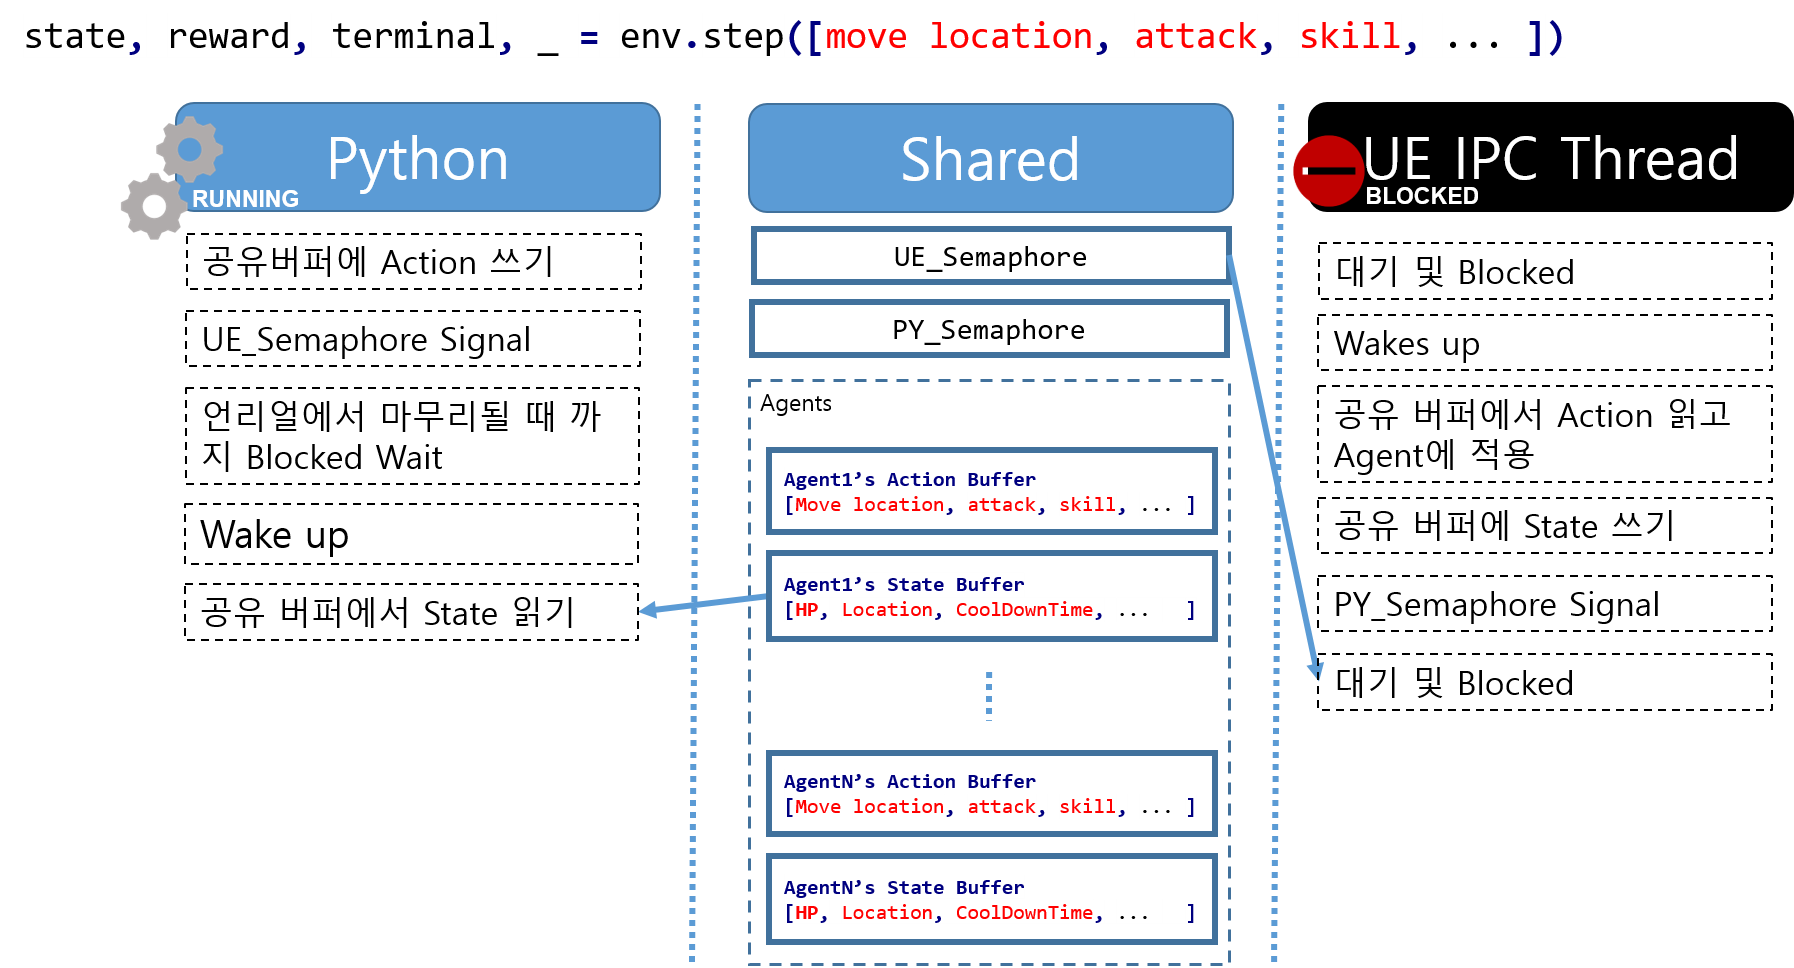 state, reward, terminal, _ = env.step([move location, attack, skill, ... ])
Python
RUNNING
공유버퍼에 Action 쓰기
UE_Semaphore Signal
언리얼에서 마무리될 때 까
지 Blocked Wait
Wake up
공유 버퍼에서 State 읽기
Shared
UE_Semaphore
PY_Semaphore
Agents
Agent1’s Action Buffer
[Move location, attack, skill, ... ]
Agent1’s State Buffer
[HP, Location, CoolDownTime, ... ]
AgentN’s Action Buffer
[Move location, attack, skill, ... ]
AgentN’s State Buffer
[HP, Location, CoolDownTime, ... ]
UE IPC Thread
BLOCKED
대기 및 Blocked
Wakes up
공유 버퍼에서 Action 읽고
Agent에 적용
공유 버퍼에 State 쓰기
PY_Semaphore Signal
대기 및 Blocked